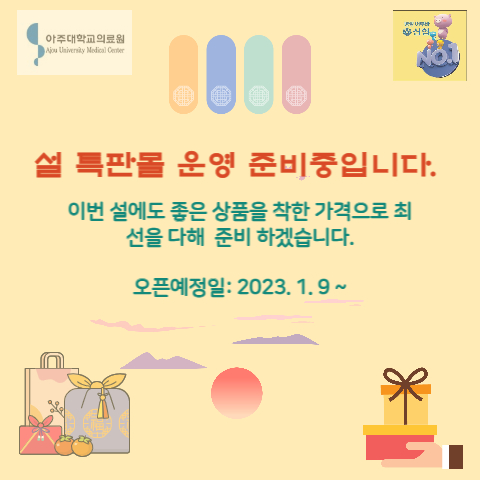 아주대학교의료원
Ajou University Medical Center
NO.1
설 특판몰 운영 준비중입니다.
이번 설에도 좋은 상품을 착한 가격으로 최
선을 다해 준비 하겠습니다.
오픈예정일: 2023. 1. 9 ~